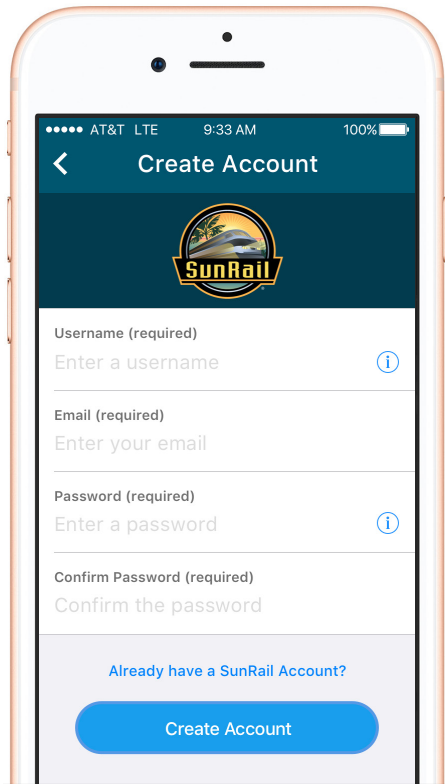 AT&T LTE 9:33 AM 100%
Create Account
SunRail
Username (required)
Enter a username
Email (required)
Enter your email
Password (required)
Enter a password
Confirm Password (required)
Confirm the password
Already have a SunRail Account?
Create Account